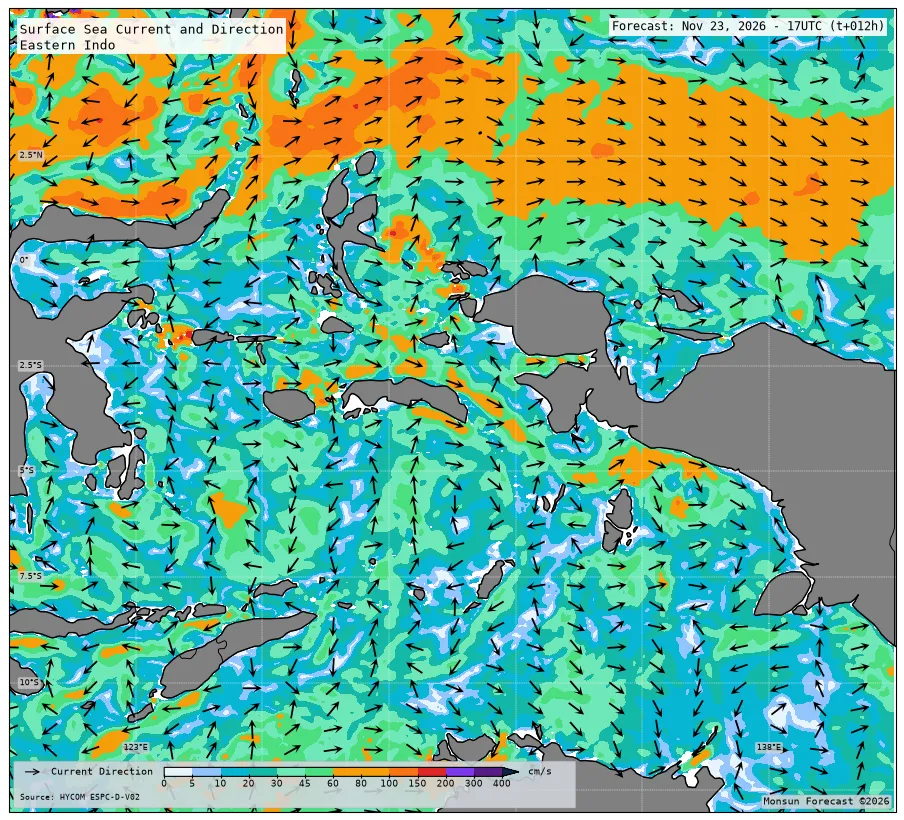 Surface Sea Current and Direction
Eastern Indo
Forecast: Nov 23, 2026 - 17UTC (t+012h)
2.5°N
0°
2.5°S
5°S
7.5°S
10°S
123°E
138°E
Current Direction
0 5 10 20 30 45 60 80 100 150 200 300 400 cm/s
Source: HYCOM ESPC-D-V02
Monsun Forecast ©2026